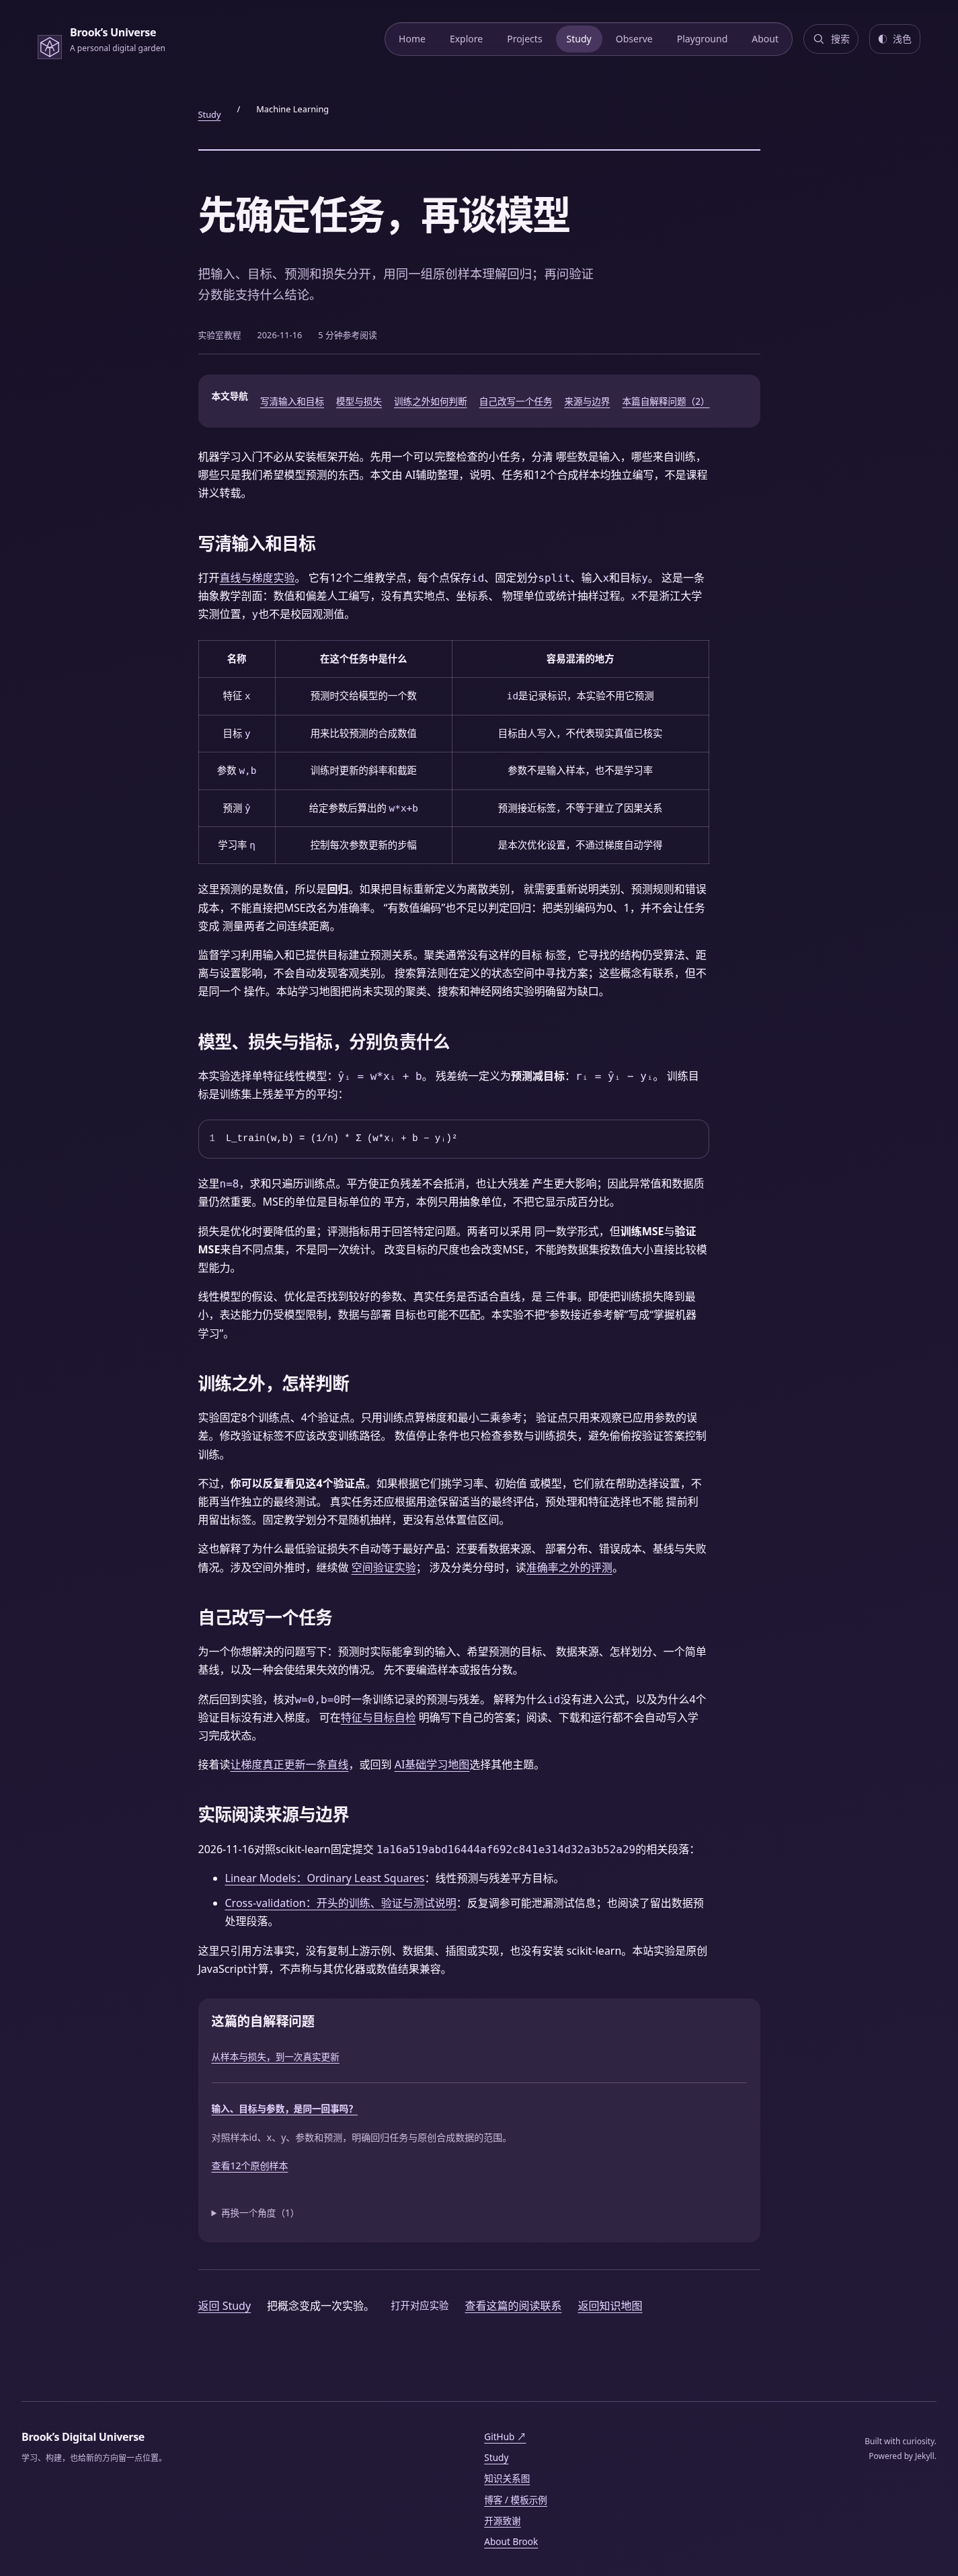 Brook’s Universe
A personal digital garden
Home Explore Projects Study Observe Playground About 搜索 浅色
Study / Machine Learning
先确定任务，再谈模型
把输入、目标、预测和损失分开，用同一组原创样本理解回归；再问验证
分数能支持什么结论。
实验室教程 2026-11-16 5 分钟参考阅读
本文导航 写清输入和目标 模型与损失 训练之外如何判断 自己改写一个任务 来源与边界 本篇自解释问题（2）
机器学习入门不必从安装框架开始。先用一个可以完整检查的小任务，分清 哪些数是输入，哪些来自训练，
哪些只是我们希望模型预测的东西。本文由 AI辅助整理，说明、任务和12个合成样本均独立编写，不是课程
讲义转载。
写清输入和目标
打开直线与梯度实验。 它有12个二维教学点，每个点保存id、固定划分split、输入x和目标y。 这是一条
抽象教学剖面：数值和偏差人工编写，没有真实地点、坐标系、 物理单位或统计抽样过程。x不是浙江大学
实测位置，y也不是校园观测值。
名称 在这个任务中是什么 容易混淆的地方
特征 x 预测时交给模型的一个数 id是记录标识，本实验不用它预测
目标 y 用来比较预测的合成数值 目标由人写入，不代表现实真值已核实
参数 w,b 训练时更新的斜率和截距 参数不是输入样本，也不是学习率
预测 ŷ 给定参数后算出的 w*x+b 预测接近标签，不等于建立了因果关系
学习率 η 控制每次参数更新的步幅 是本次优化设置，不通过梯度自动学得
这里预测的是数值，所以是回归。如果把目标重新定义为离散类别， 就需要重新说明类别、预测规则和错误
成本，不能直接把MSE改名为准确率。 “有数值编码”也不足以判定回归：把类别编码为0、1，并不会让任务
变成 测量两者之间连续距离。
监督学习利用输入和已提供目标建立预测关系。聚类通常没有这样的目标 标签，它寻找的结构仍受算法、距
离与设置影响，不会自动发现客观类别。 搜索算法则在定义的状态空间中寻找方案；这些概念有联系，但不
是同一个 操作。本站学习地图把尚未实现的聚类、搜索和神经网络实验明确留为缺口。
模型、损失与指标，分别负责什么
本实验选择单特征线性模型：ŷᵢ = w*xᵢ + b。 残差统一定义为预测减目标：rᵢ = ŷᵢ − yᵢ。 训练目
标是训练集上残差平方的平均：
1 L_train(w,b) = (1/n) * Σ (w*xᵢ + b − yᵢ)²
这里n=8，求和只遍历训练点。平方使正负残差不会抵消，也让大残差 产生更大影响；因此异常值和数据质
量仍然重要。MSE的单位是目标单位的 平方，本例只用抽象单位，不把它显示成百分比。
损失是优化时要降低的量；评测指标用于回答特定问题。两者可以采用 同一数学形式，但训练MSE与验证
MSE来自不同点集，不是同一次统计。 改变目标的尺度也会改变MSE，不能跨数据集按数值大小直接比较模
型能力。
线性模型的假设、优化是否找到较好的参数、真实任务是否适合直线，是 三件事。即使把训练损失降到最
小，表达能力仍受模型限制，数据与部署 目标也可能不匹配。本实验不把“参数接近参考解”写成“掌握机器
学习”。
训练之外，怎样判断
实验固定8个训练点、4个验证点。只用训练点算梯度和最小二乘参考； 验证点只用来观察已应用参数的误
差。修改验证标签不应该改变训练路径。 数值停止条件也只检查参数与训练损失，避免偷偷按验证答案控制
训练。
不过，你可以反复看见这4个验证点。如果根据它们挑学习率、初始值 或模型，它们就在帮助选择设置，不
能再当作独立的最终测试。 真实任务还应根据用途保留适当的最终评估，预处理和特征选择也不能 提前利
用留出标签。固定教学划分不是随机抽样，更没有总体置信区间。
这也解释了为什么最低验证损失不自动等于最好产品：还要看数据来源、 部署分布、错误成本、基线与失败
情况。涉及空间外推时，继续做 空间验证实验； 涉及分类分母时，读准确率之外的评测。
自己改写一个任务
为一个你想解决的问题写下：预测时实际能拿到的输入、希望预测的目标、 数据来源、怎样划分、一个简单
基线，以及一种会使结果失效的情况。 先不要编造样本或报告分数。
然后回到实验，核对w=0,b=0时一条训练记录的预测与残差。 解释为什么id没有进入公式，以及为什么4个
验证目标没有进入梯度。 可在特征与目标自检 明确写下自己的答案；阅读、下载和运行都不会自动写入学
习完成状态。
接着读让梯度真正更新一条直线，或回到 AI基础学习地图选择其他主题。
实际阅读来源与边界
2026-11-16对照scikit-learn固定提交 1a16a519abd16444af692c841e314d32a3b52a29的相关段落：
Linear Models：Ordinary Least Squares：线性预测与残差平方目标。
Cross-validation：开头的训练、验证与测试说明：反复调参可能泄漏测试信息；也阅读了留出数据预
处理段落。
这里只引用方法事实，没有复制上游示例、数据集、插图或实现，也没有安装 scikit-learn。本站实验是原创
JavaScript计算，不声称与其优化器或数值结果兼容。
这篇的自解释问题
从样本与损失，到一次真实更新
输入、目标与参数，是同一回事吗？
对照样本id、x、y、参数和预测，明确回归任务与原创合成数据的范围。
查看12个原创样本
再换一个角度（1）
返回 Study 把概念变成一次实验。 打开对应实验 查看这篇的阅读联系 返回知识地图
Brook’s Digital Universe
学习、构建，也给新的方向留一点位置。
GitHub ↗
Study
知识关系图
博客 / 模板示例
开源致谢
About Brook
Built with curiosity.
Powered by Jekyll.